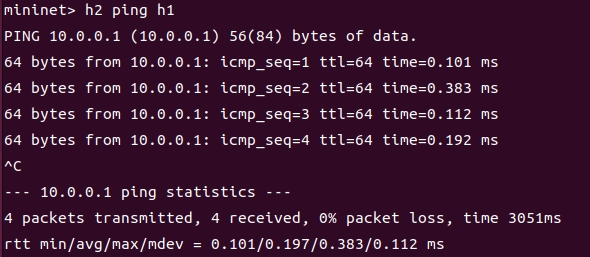 mininet> h2 ping h1
PING 10.0.0.1 (10.0.0.1) 56(84) bytes of data.
64 bytes from 10.0.0.1: icmp_seq=1 ttl=64 time=0.101 ms
64 bytes from 10.0.0.1: icmp_seq=2 ttl=64 time=0.383 ms
64 bytes from 10.0.0.1: icmp_seq=3 ttl=64 time=0.112 ms
64 bytes from 10.0.0.1: icmp_seq=4 ttl=64 time=0.192 ms
^C
--- 10.0.0.1 ping statistics ---
4 packets transmitted, 4 received, 0% packet loss, time 3051ms
rtt min/avg/max/mdev = 0.101/0.197/0.383/0.112 ms